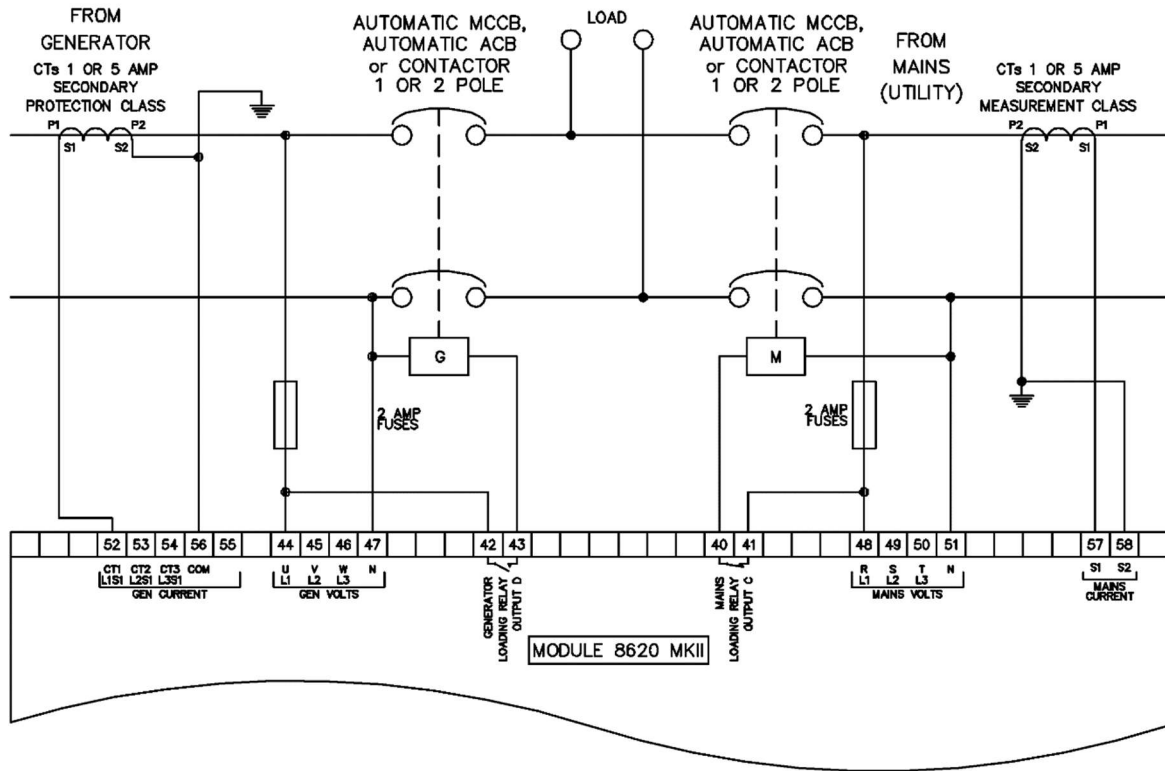 FROM
GENERATOR
CTs 1 OR 5 AMP
SECONDARY
PROTECTION CLASS
P1
P2
S1
S2
AUTOMATIC MCCB,
AUTOMATIC ACB
or CONTACTOR
1 OR 2 POLE
LOAD
AUTOMATIC MCCB,
AUTOMATIC ACB
or CONTACTOR
1 OR 2 POLE
FROM
MAINS
(UTILITY)
CTs 1 OR 5 AMP
SECONDARY
MEASUREMENT CLASS
P2
P1
S2
S1
G
M
2 AMP
FUSES
2 AMP
FUSES
52 53 54 56 55
CT1 CT2 CT3 COM
L1S1 L2S1 L3S1
GEN CURRENT
44 45 46 47
U V W N
L1 L2 L3
GEN VOLTS
42 43
GENERATOR
LOADING RELAY
OUTPUT D
40 41
MAINS
LOADING RELAY
OUTPUT C
48 49 50 51
R S T N
L1 L2 L3
MAINS VOLTS
57 58
S1 S2
MAINS
CURRENT
MODULE 8620 MKII